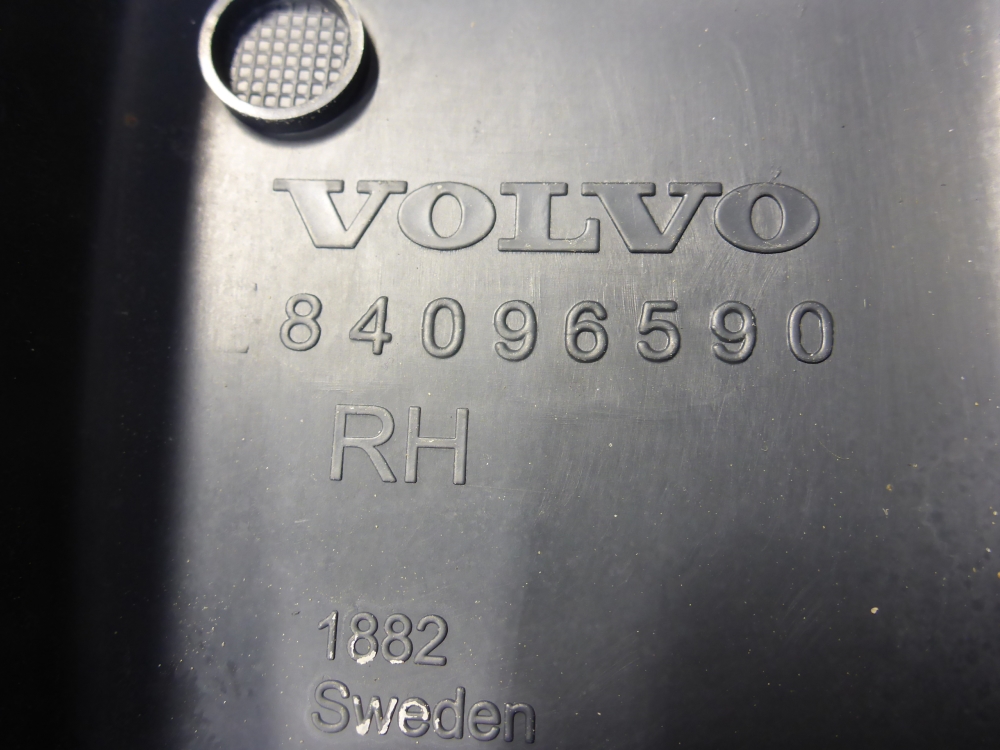 VOLVO
84096590
RH
1882
Sweden